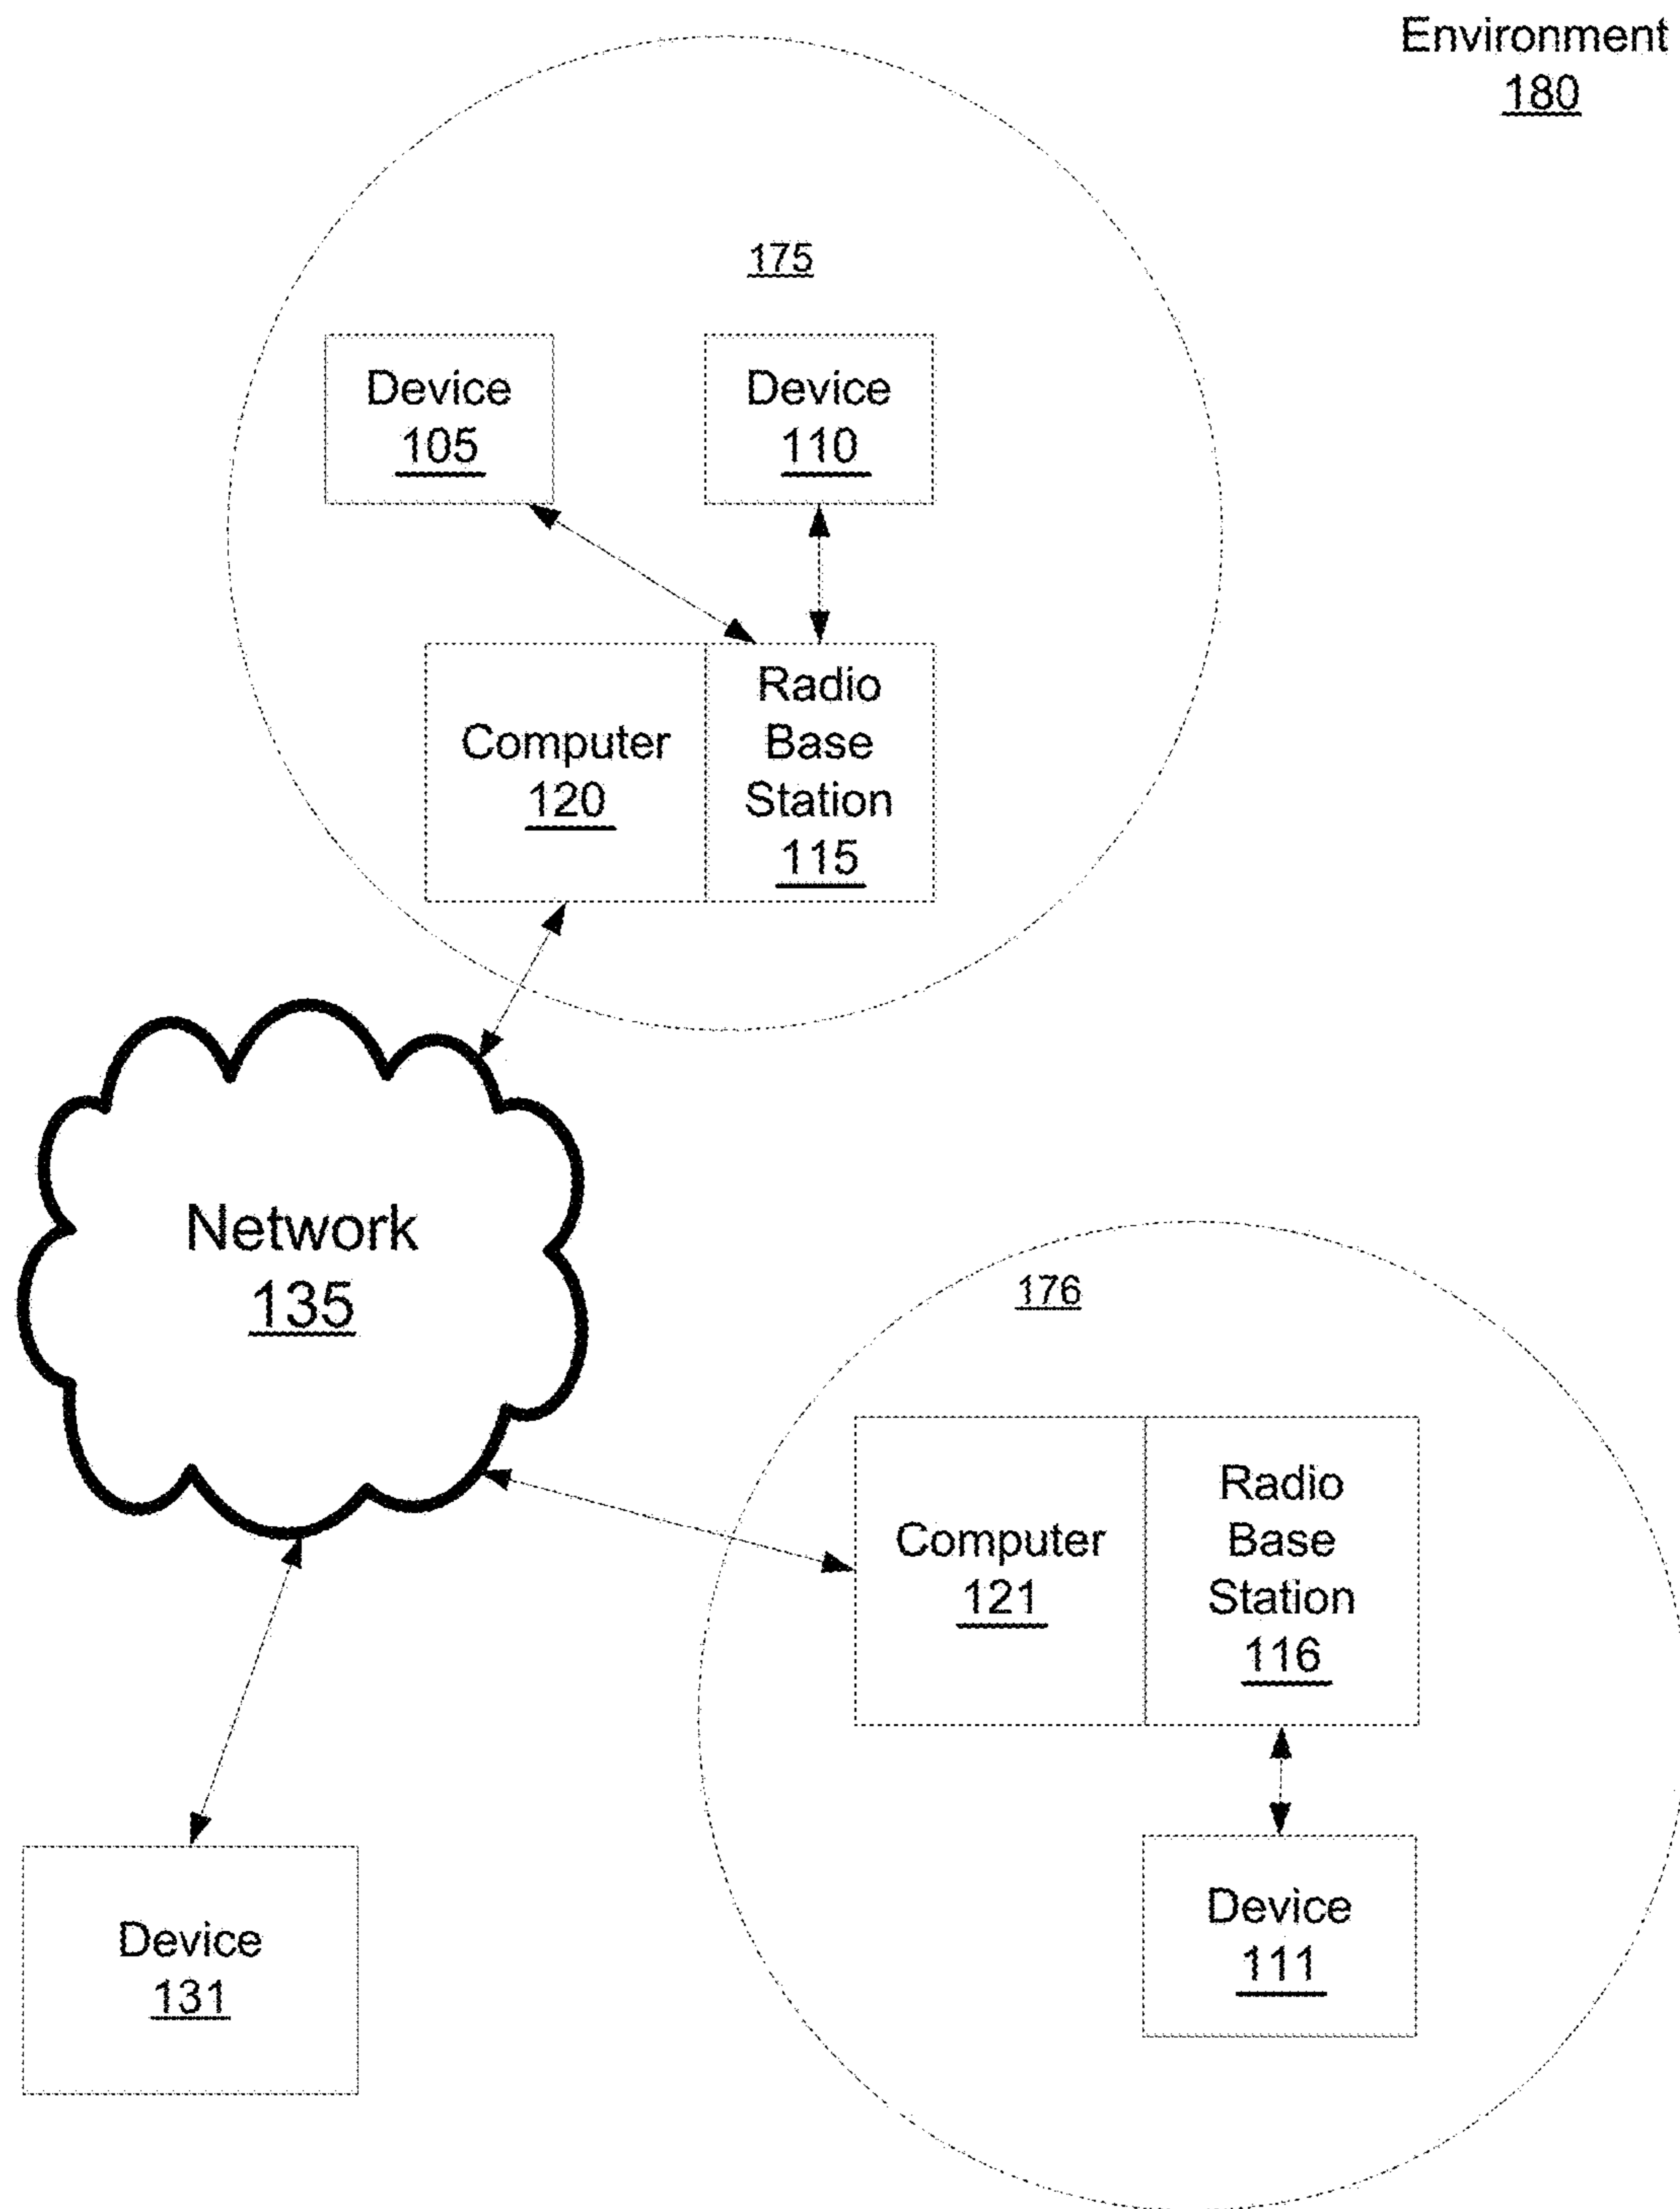 Environment
180
175
Device
105
Device
110
Computer
120
Radio
Base
Station
115
Network
135
176
Computer
121
Radio
Base
Station
116
Device
131
Device
111